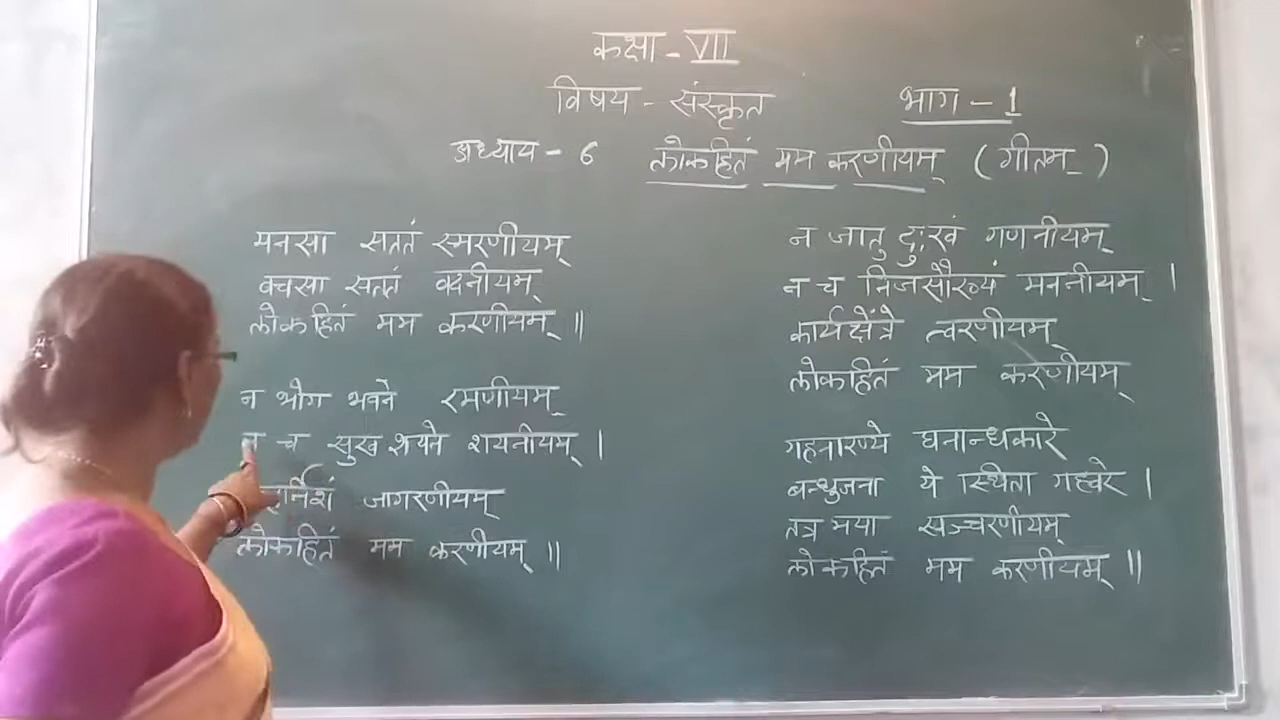 कक्षा - VII
विषय - संस्कृत
भाग - 1
अध्याय - 6 लोकहितं मम करणीयम् (गीतम्)
मनसा सततं स्मरणीयम्
वचसा सततं वदनीयम्
लोकहितं मम करणीयम् ॥
न भोग भवने रमणीयम्
न च सुख शयने शयनीयम् ।
अहर्निशं जागरणीयम्
लोकहितं मम करणीयम् ॥
न जातु दुःखं गणनीयम्
न च निजसौख्यं मननीयम् ।
कार्यक्षेत्रे त्वरणीयम्
लोकहितं मम करणीयम्
गहनारण्ये घनान्धकारे
बन्धुजना ये स्थिता गह्वरे ।
तत्र मया सञ्चरणीयम्
लोकहितं मम करणीयम् ॥